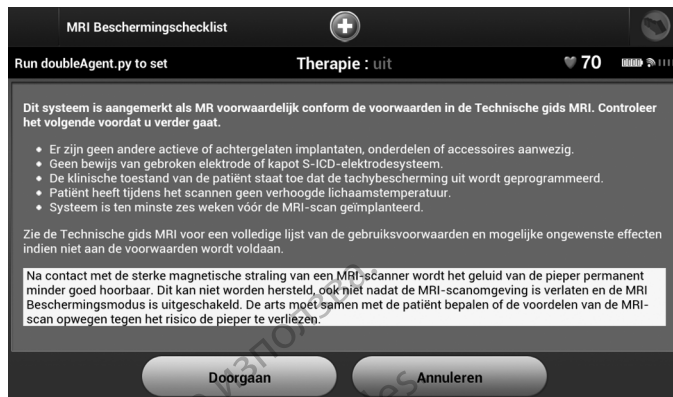 MRI Beschermingschecklist
Run doubleAgent.py to set
Therapie : uit
70
Dit systeem is aangemerkt als MR voorwaardelijk conform de voorwaarden in de Technische gids MRI. Controleer
het volgende voordat u verder gaat.
• Er zijn geen andere actieve of achtergelaten implantaten, onderdelen of accessoires aanwezig.
• Geen bewijs van gebroken elektrode of kapot S-ICD-elektrodesysteem.
• De klinische toestand van de patiënt staat toe dat de tachybescherming uit wordt geprogrammeerd.
• Patiënt heeft tijdens het scannen geen verhoogde lichaamstemperatuur.
• Systeem is ten minste zes weken vóór de MRI-scan geïmplanteerd.
Zie de Technische gids MRI voor een volledige lijst van de gebruiksvoorwaarden en mogelijke ongewenste effecten
indien niet aan de voorwaarden wordt voldaan.
Na contact met de sterke magnetische straling van een MRI-scanner wordt het geluid van de pieper permanent
minder goed hoorbaar. Dit kan niet worden hersteld, ook niet nadat de MRI-scanomgeving is verlaten en de MRI
Beschermingsmodus is uitgeschakeld. De arts moet samen met de patiënt bepalen of de voordelen van de MRI-
scan opwegen tegen het risico de pieper te verliezen.
Doorgaan
Annuleren